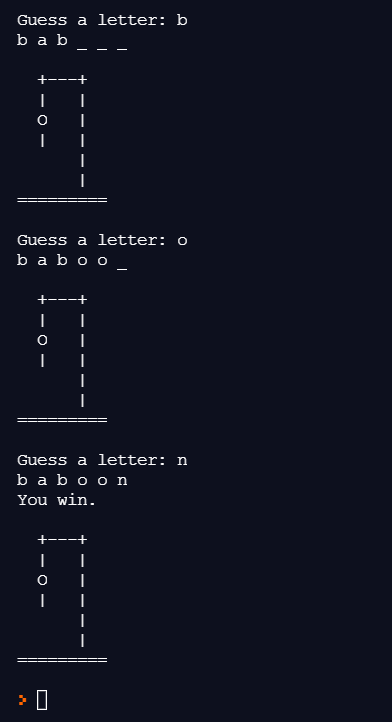 Guess a letter: b
b a b _ _ _
  +---+
  |   |
  O   |
  |   |
      |
      |
=========
Guess a letter: o
b a b o o _
  +---+
  |   |
  O   |
  |   |
      |
      |
=========
Guess a letter: n
b a b o o n
You win.
  +---+
  |   |
  O   |
  |   |
      |
      |
=========